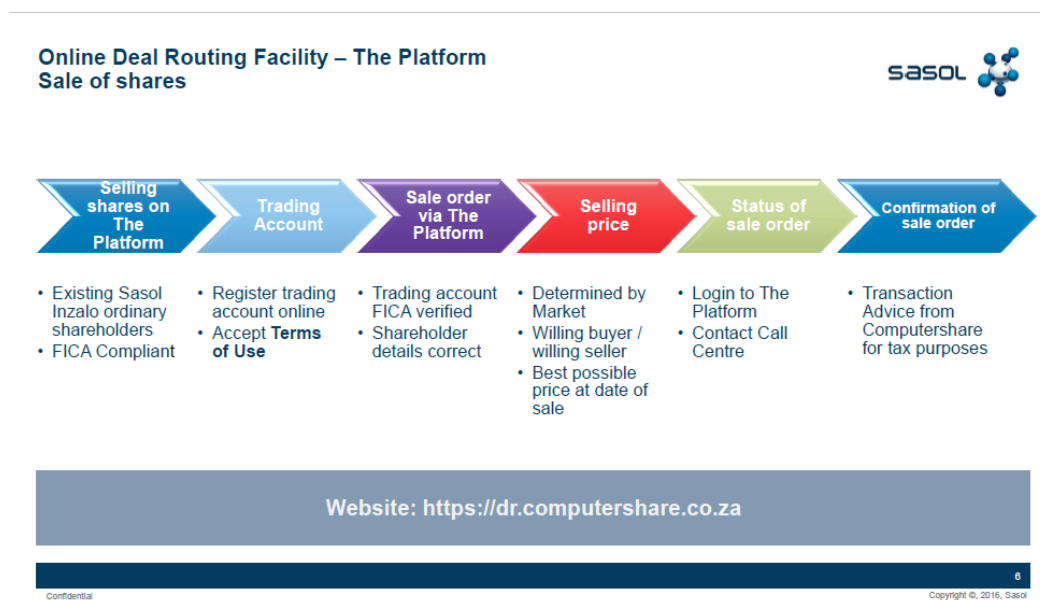 Online Deal Routing Facility – The Platform
Sale of shares
sasol
Selling
shares on
The
Platform
Trading
Account
Sale order
via The
Platform
Selling
price
Status of
sale order
Confirmation of
sale order
• Existing Sasol
Inzalo ordinary
shareholders
• FICA Compliant
• Register trading
account online
• Accept Terms
of Use
• Trading account
FICA verified
• Shareholder
details correct
• Determined by
Market
• Willing buyer /
willing seller
• Best possible
price at date of
sale
• Login to The
Platform
• Contact Call
Centre
• Transaction
Advice from
Computershare
for tax purposes
Website: https://dr.computershare.co.za
6
Confidential
Copyright ©, 2016, Sasol